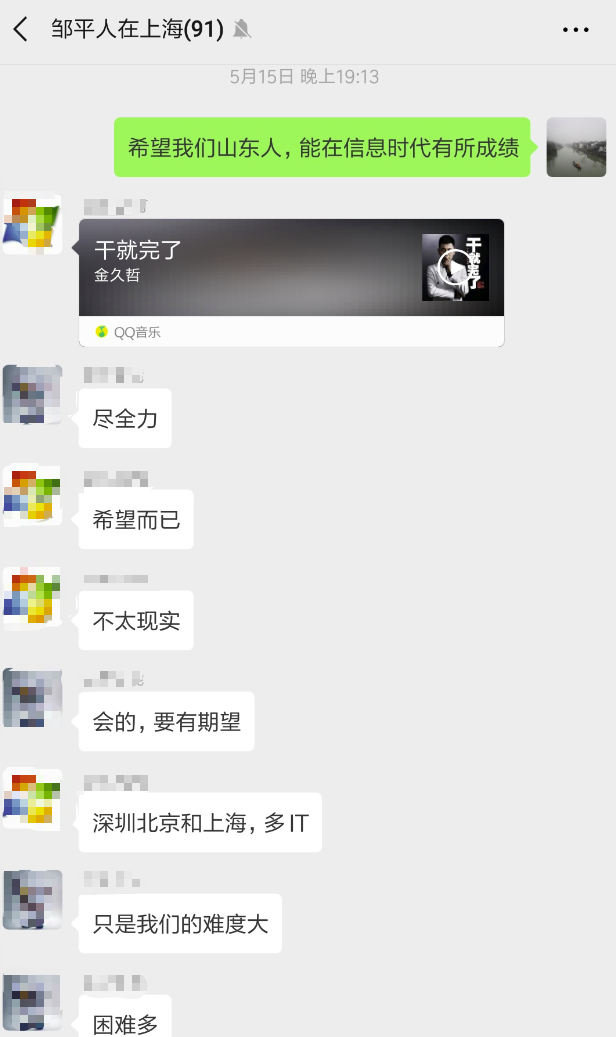 邹平人在上海(91)
5月15日 晚上19:13
希望我们山东人，能在信息时代有所成绩
干就完了
金久哲
干就完了
QQ音乐
尽全力
希望而已
不太现实
会的，要有期望
深圳北京和上海，多IT
只是我们的难度大
困难多